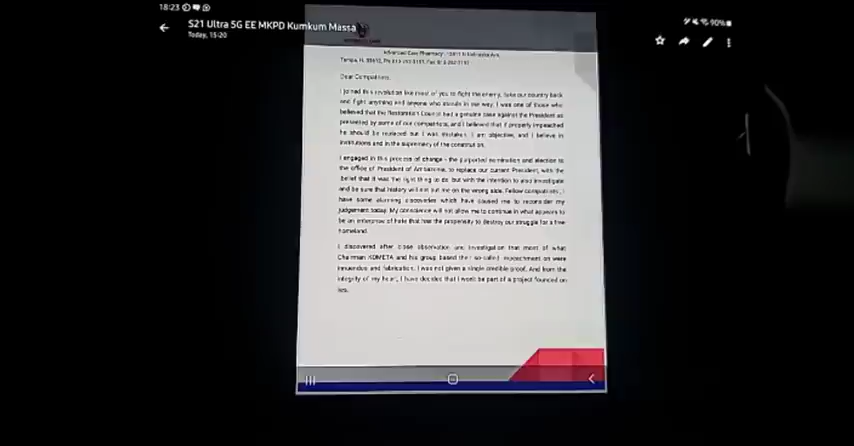 18:23
90%
S21 Ultra 5G EE MKPD Kumkum Massa
Today, 15:20
Advanced Care Pharmacy
Tampa, FL 33612, Ph
Dear Compatriots,
I joined this revolution like most of you to fight the enemy, take our country back
and fight anything and anyone who stands in our way. I was one of those who
believed that the Restoration Council had a genuine case against the President as
presented by some of our compatriots, and I believed that if properly impeached
he should be replaced but I was mistaken. I am objective, and I believe in
institutions and in the supremacy of the constitution.
I engaged in this process of change - the purported nomination and election to
the office of President of Ambazonia, to replace our current President, with the
belief that it was the right thing to do, but with the intention to also investigate
and be sure that history will not put me on the wrong side. Fellow compatriots, I
have some alarming discoveries which have caused me to reconsider my
judgement today. My conscience will not allow me to continue in what appears to
be an enterprise of hate that has the propensity to destroy our struggle for a free
homeland.
I discovered after close observation and investigation that most of what
Chairman KOMETA and his group based their so-called impeachment on were
innuendos and fabrication. I was not given a single credible proof. And from the
integrity of my heart, I have decided that I won't be part of a project founded on
lies.